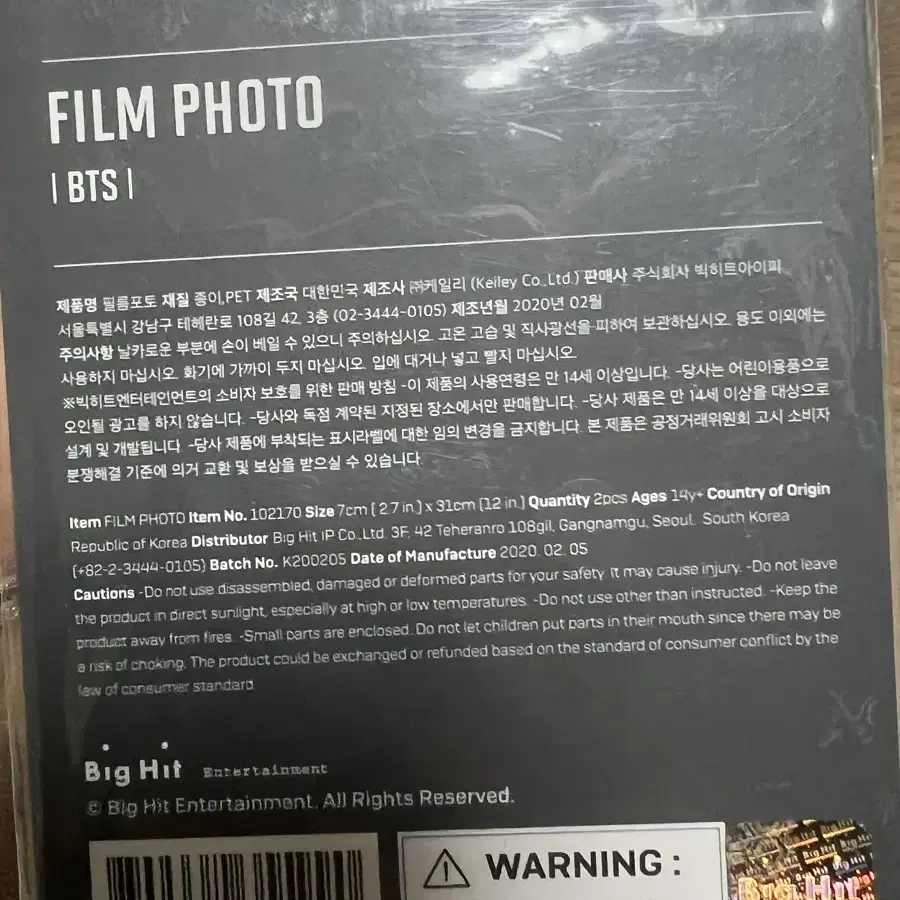 FILM PHOTO
| BTS |
제품명 필름포토 재질 종이,PET 제조국 대한민국 제조사 ㈜케일리 (Keiley Co.,Ltd.) 판매사 주식회사 빅히트아이피
서울특별시 강남구 테헤란로 108길 42, 3층 (02-3444-0105) 제조년월 2020년 02월
주의사항 날카로운 부분에 손이 베일 수 있으니 주의하십시오. 고온 고습 및 직사광선을 피하여 보관하십시오. 용도 이외에는
사용하지 마십시오. 화기에 가까이 두지 마십시오. 입에 대거나 넣고 빨지 마십시오.
※빅히트엔터테인먼트의 소비자 보호를 위한 판매 방침 -이 제품의 사용연령은 만 14세 이상입니다. -당사는 어린이용품으로
오인될 광고를 하지 않습니다. -당사와 독점 계약된 지정된 장소에서만 판매합니다. -당사 제품은 만 14세 이상을 대상으로
설계 및 개발됩니다. -당사 제품에 부착되는 표시라벨에 대한 임의 변경을 금지합니다. 본 제품은 공정거래위원회 고시 소비자
분쟁해결 기준에 의거 교환 및 보상을 받으실 수 있습니다.
Item FILM PHOTO Item No. 102170 Size 7cm [ 2.7 in.] x 31cm [12 in.] Quantity 2pcs Ages 14y+ Country of Origin
Republic of Korea Distributor Big Hit IP Co.,Ltd. 3F, 42 Teheranro 108gil, Gangnamgu, Seoul, South Korea
(+82-2-3444-0105) Batch No. K200205 Date of Manufacture 2020. 02. 05
Cautions -Do not use disassembled, damaged or deformed parts for your safety. It may cause injury. -Do not leave
the product in direct sunlight, especially at high or low temperatures. -Do not use other than instructed. -Keep the
product away from fires. -Small parts are enclosed. Do not let children put parts in their mouth since there may be
a risk of choking. The product could be exchanged or refunded based on the standard of consumer conflict by the
law of consumer standard
Big Hit Entertainment
© Big Hit Entertainment. All Rights Reserved.
⚠ WARNING :
Big Hit
Big Hit